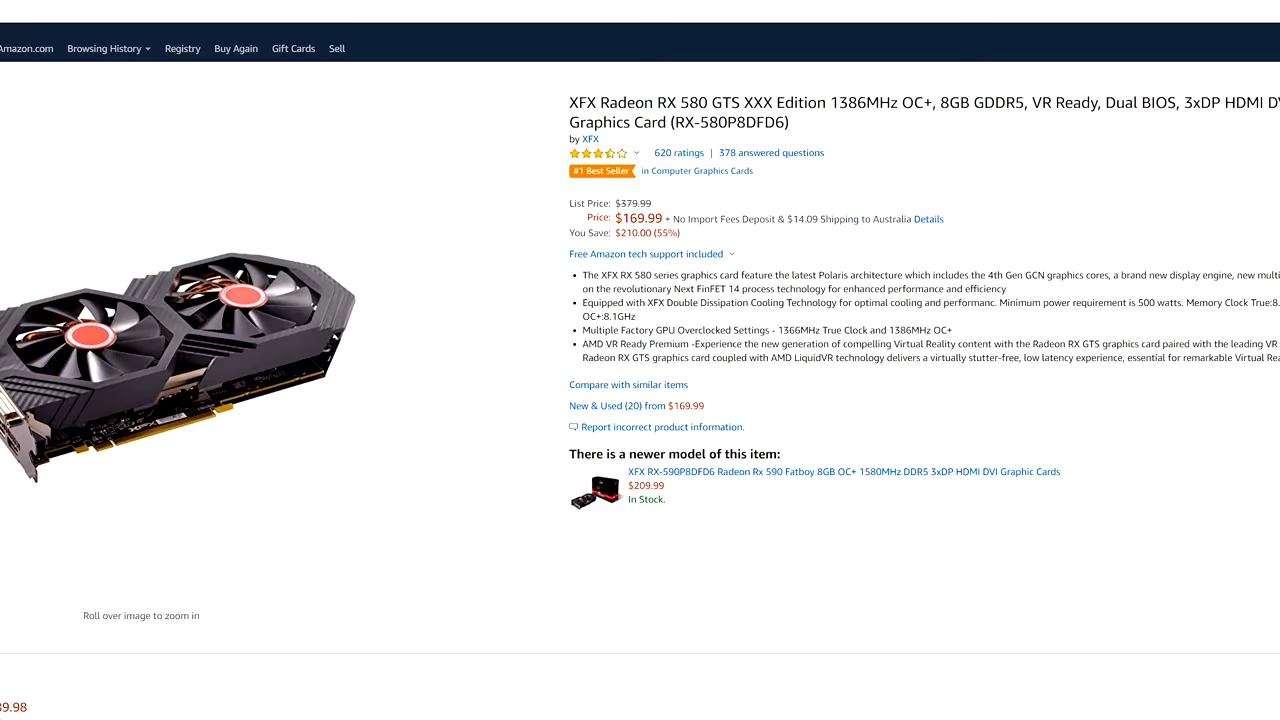 Amazon.com Browsing History Registry Buy Again Gift Cards Sell
XFX Radeon RX 580 GTS XXX Edition 1386MHz OC+, 8GB GDDR5, VR Ready, Dual BIOS, 3xDP HDMI DV
Graphics Card (RX-580P8DFD6)
by XFX
620 ratings | 378 answered questions
#1 Best Seller in Computer Graphics Cards
List Price: $379.99
Price: $169.99 + No Import Fees Deposit & $14.09 Shipping to Australia Details
You Save: $210.00 (55%)
Free Amazon tech support included
• The XFX RX 580 series graphics card feature the latest Polaris architecture which includes the 4th Gen GCN graphics cores, a brand new display engine, new multi
on the revolutionary Next FinFET 14 process technology for enhanced performance and efficiency
• Equipped with XFX Double Dissipation Cooling Technology for optimal cooling and performanc. Minimum power requirement is 500 watts. Memory Clock True:8.
OC+:8.1GHz
• Multiple Factory GPU Overclocked Settings - 1366MHz True Clock and 1386MHz OC+
• AMD VR Ready Premium -Experience the new generation of compelling Virtual Reality content with the Radeon RX GTS graphics card paired with the leading VR
Radeon RX GTS graphics card coupled with AMD LiquidVR technology delivers a virtually stutter-free, low latency experience, essential for remarkable Virtual Rea
Compare with similar items
New & Used (20) from $169.99
Report incorrect product information.
There is a newer model of this item:
XFX RX-590P8DFD6 Radeon Rx 590 Fatboy 8GB OC+ 1580MHz DDR5 3xDP HDMI DVI Graphic Cards
$209.99
In Stock.
XFX
Roll over image to zoom in
39.98